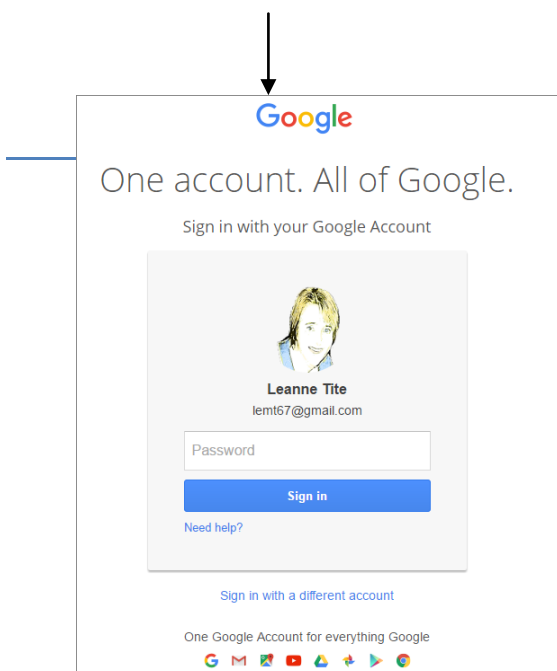 Google
One account. All of Google.
Sign in with your Google Account
Leanne Tite
lemt67@gmail.com
Password
Sign in
Need help?
Sign in with a different account
One Google Account for everything Google